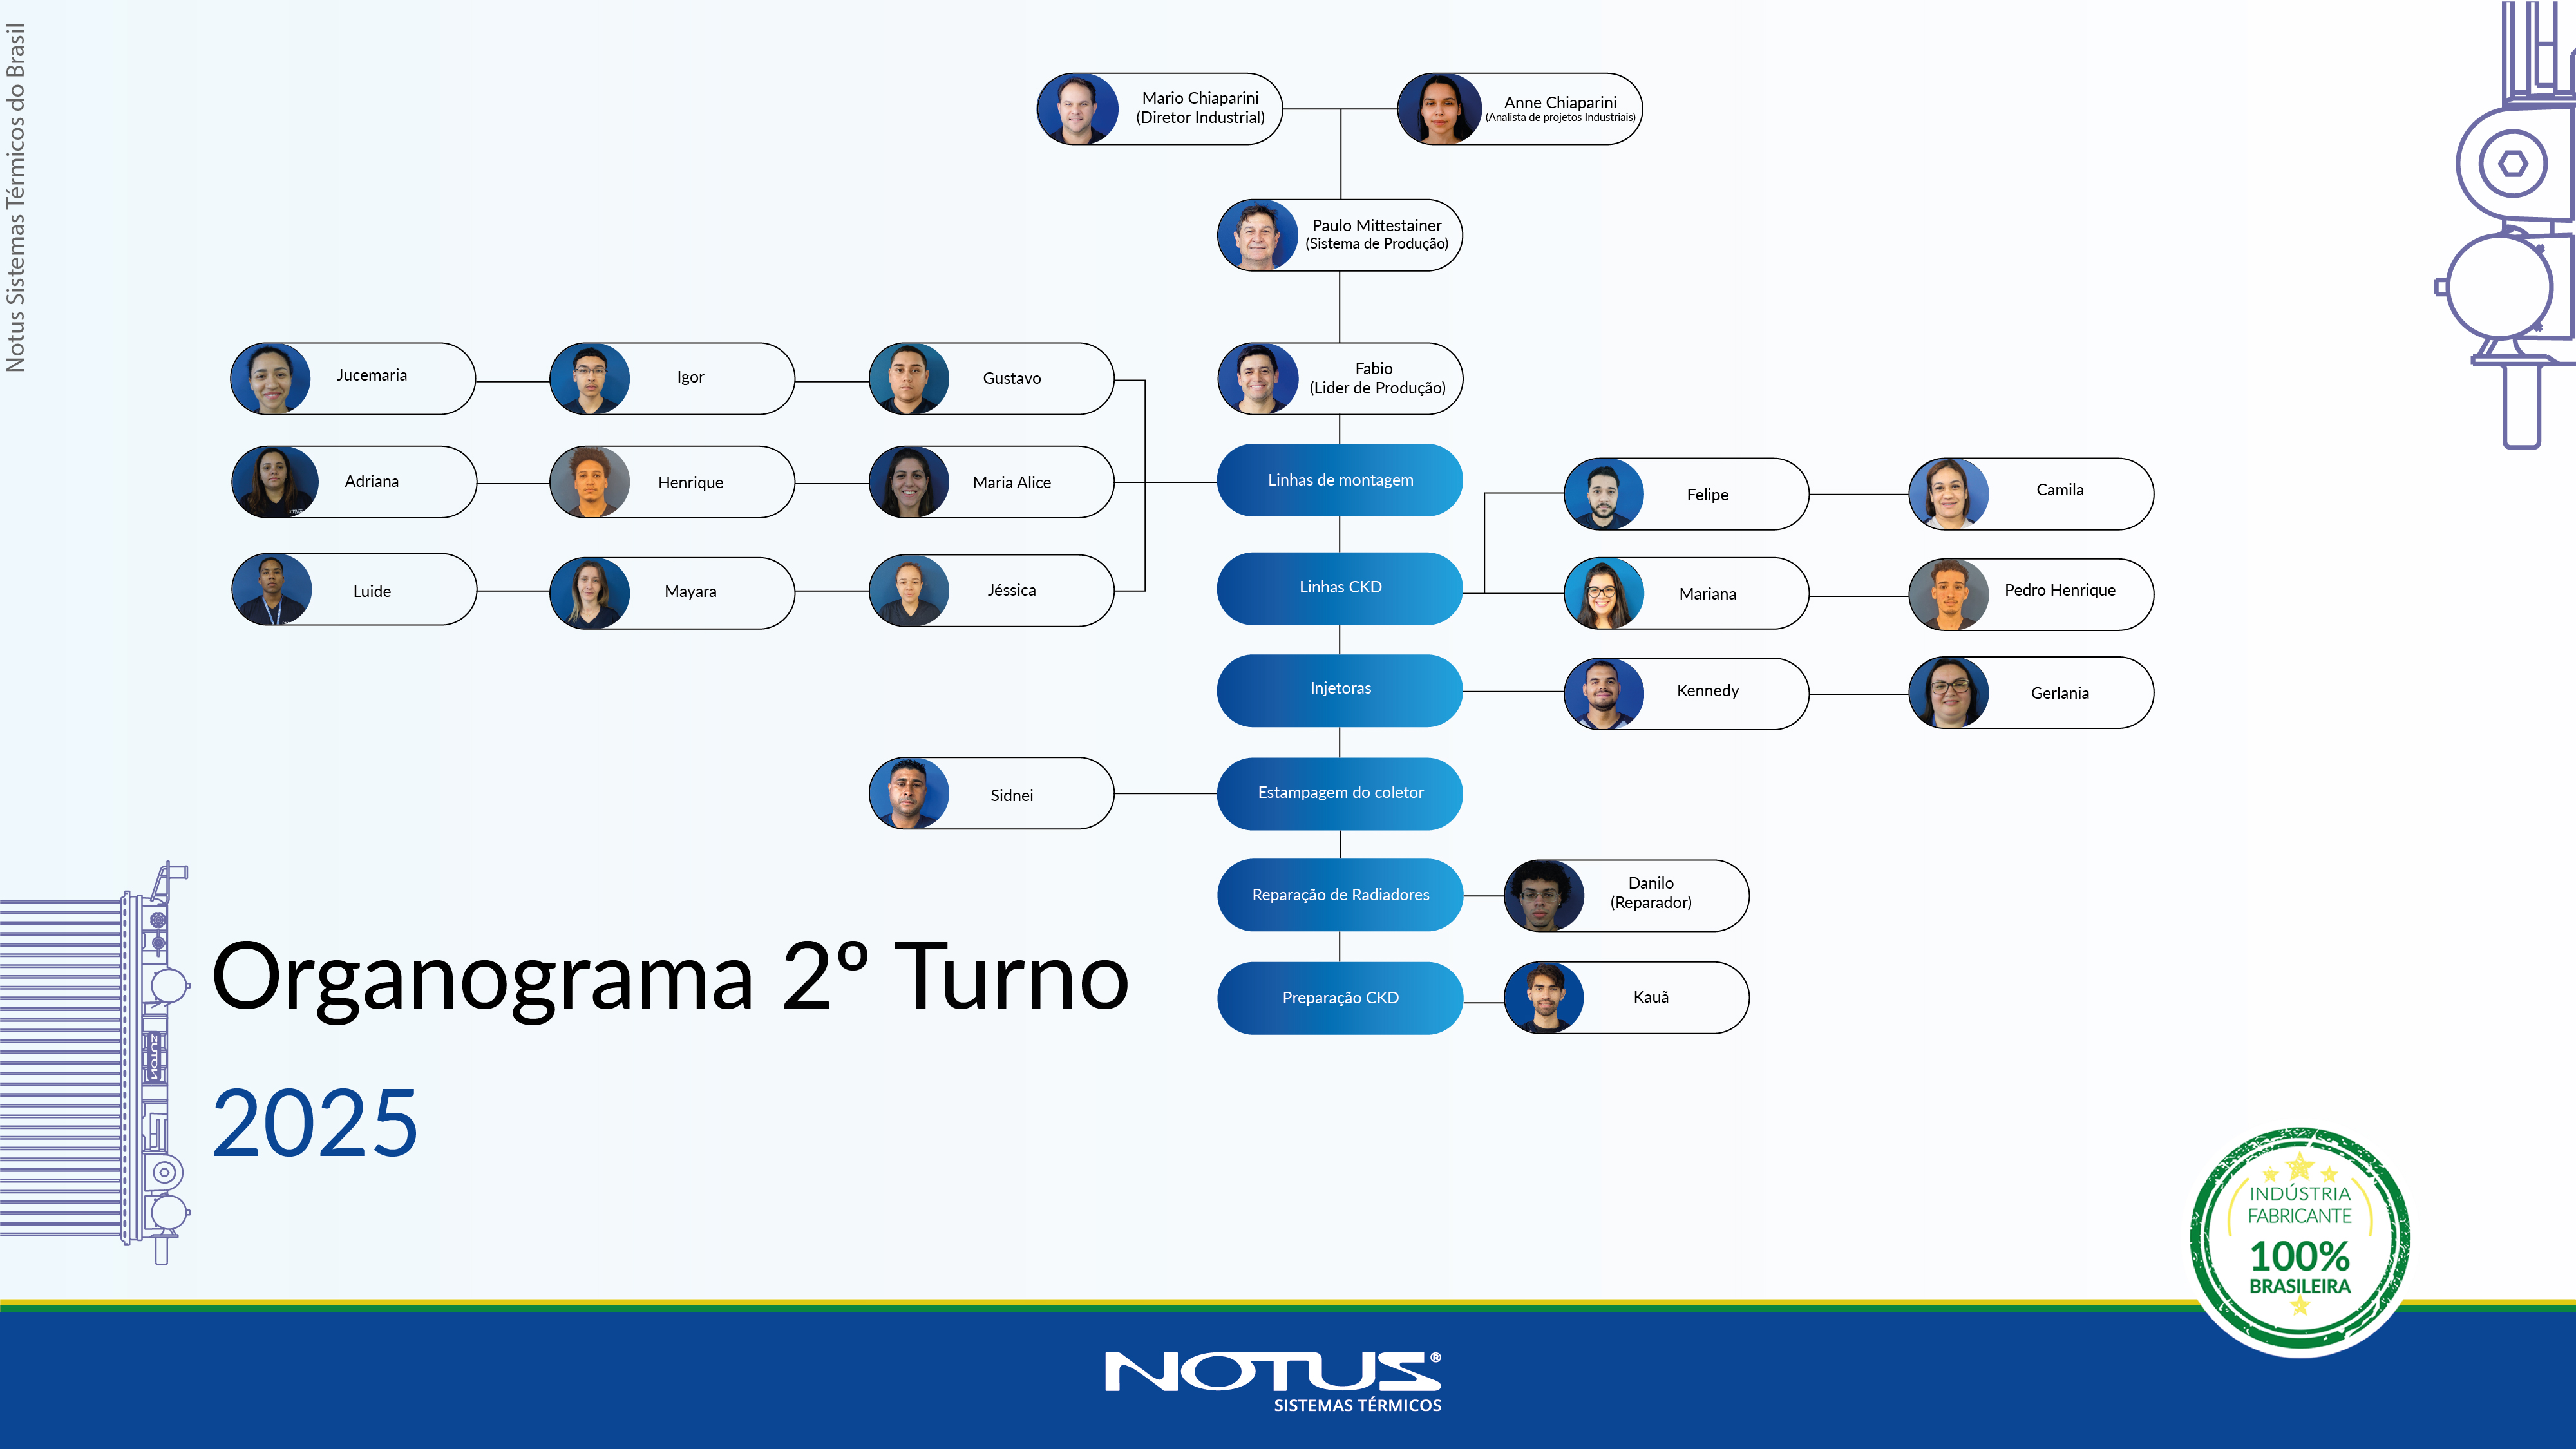 Notus Sistemas Térmicos do Brasil
Mario Chiaparini
(Diretor Industrial)
Anne Chiaparini
(Analista de projetos Industriais)
Paulo Mittestainer
(Sistema de Produção)
Fabio
(Lider de Produção)
Jucemaria
Igor
Gustavo
Adriana
Henrique
Maria Alice
Linhas de montagem
Luide
Mayara
Jéssica
Linhas CKD
Felipe
Camila
Mariana
Pedro Henrique
Injetoras
Kennedy
Gerlania
Sidnei
Estampagem do coletor
Reparação de Radiadores
Danilo
(Reparador)
Preparação CKD
Kauã
Organograma 2º Turno
2025
INDÚSTRIA
FABRICANTE
100%
BRASILEIRA
NOTUS®
SISTEMAS TÉRMICOS